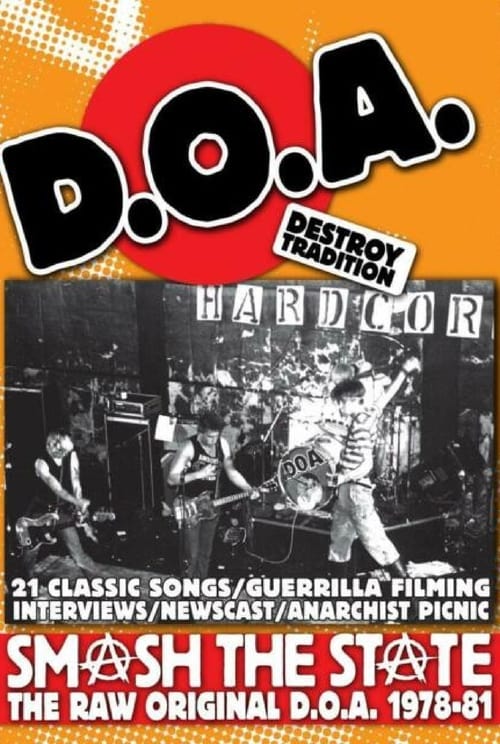 D.O.A.
DESTROY
TRADITION
HARDCOR
DOA
21 CLASSIC SONGS/GUERRILLA FILMING
INTERVIEWS/NEWSCAST/ANARCHIST PICNIC
SMASH THE STATE
THE RAW ORIGINAL D.O.A. 1978-81